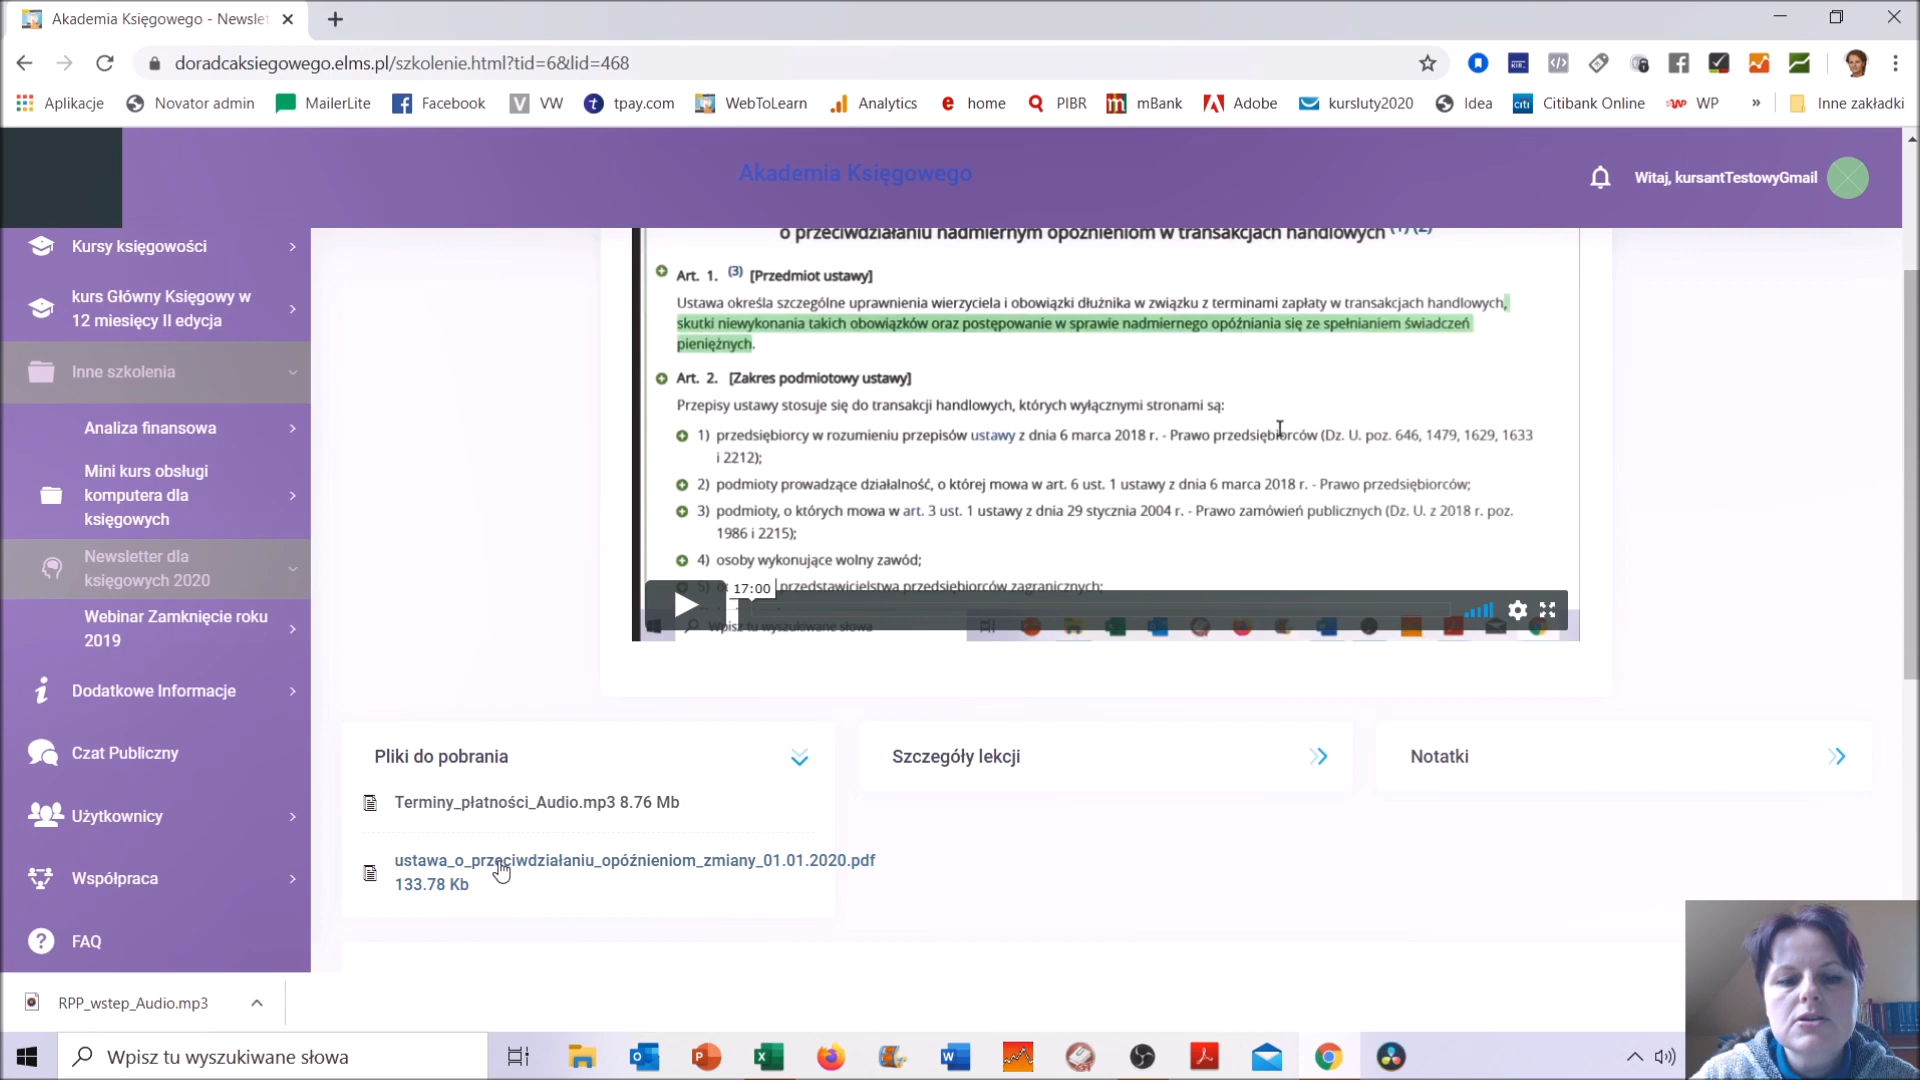 Akademia Księgowego - Newslet
doradcaksiegowego.elms.pl/szkolenie.html?tid=6&lid=468
Aplikacje Novator admin MailerLite Facebook VW tpay.com WebToLearn Analytics home PIBR mBank Adobe kursluty2020 Idea Citibank Online WP » Inne zakładki
Akademia Księgowego
Witaj, kursantTestowyGmail
Kursy księgowości
kurs Główny Księgowy w
12 miesięcy II edycja
Inne szkolenia
Analiza finansowa
Mini kurs obsługi
komputera dla
księgowych
Newsletter dla
księgowych 2020
Webinar Zamknięcie roku
2019
Dodatkowe Informacje
Czat Publiczny
Użytkownicy
Współpraca
FAQ
o przeciwdziałaniu nadmiernym opóźnieniom w transakcjach handlowych (1) (2)
Art. 1. (3) [Przedmiot ustawy]
Ustawa określa szczególne uprawnienia wierzyciela i obowiązki dłużnika w związku z terminami zapłaty w transakcjach handlowych,
skutki niewykonania takich obowiązków oraz postępowanie w sprawie nadmiernego opóźniania się ze spełnianiem świadczeń
pieniężnych.
Art. 2. [Zakres podmiotowy ustawy]
Przepisy ustawy stosuje się do transakcji handlowych, których wyłącznymi stronami są:
1) przedsiębiorcy w rozumieniu przepisów ustawy z dnia 6 marca 2018 r. - Prawo przedsiębiorców (Dz. U. poz. 646, 1479, 1629, 1633
i 2212);
2) podmioty prowadzące działalność, o której mowa w art. 6 ust. 1 ustawy z dnia 6 marca 2018 r. - Prawo przedsiębiorców;
3) podmioty, o których mowa w art. 3 ust. 1 ustawy z dnia 29 stycznia 2004 r. - Prawo zamówień publicznych (Dz. U. z 2018 r. poz.
1986 i 2215);
4) osoby wykonujące wolny zawód;
5) przedstawicielstwa przedsiębiorców zagranicznych;
17:00
Wpisz tu wyszukiwane słowa
Pliki do pobrania
Terminy_płatności_Audio.mp3 8.76 Mb
ustawa_o_przeciwdziałaniu_opóźnieniom_zmiany_01.01.2020.pdf
133.78 Kb
Szczegóły lekcji
Notatki
RPP_wstep_Audio.mp3
Wpisz tu wyszukiwane słowa